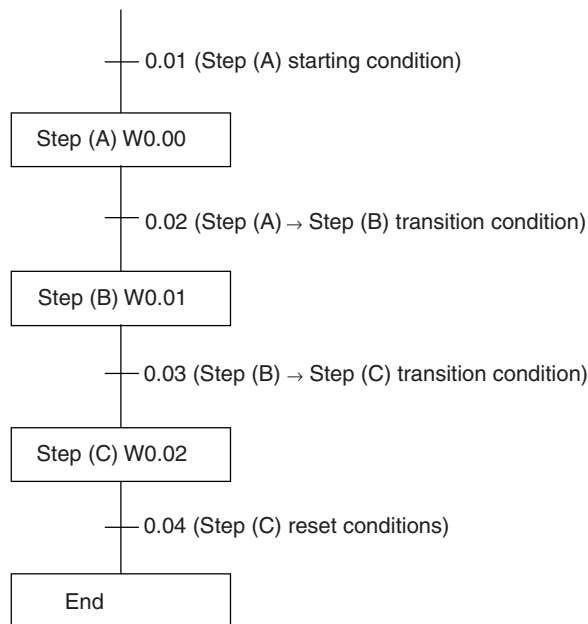 0.01 (Step (A) starting condition)
Step (A) W0.00
0.02 (Step (A) → Step (B) transition condition)
Step (B) W0.01
0.03 (Step (B) → Step (C) transition condition)
Step (C) W0.02
0.04 (Step (C) reset conditions)
End